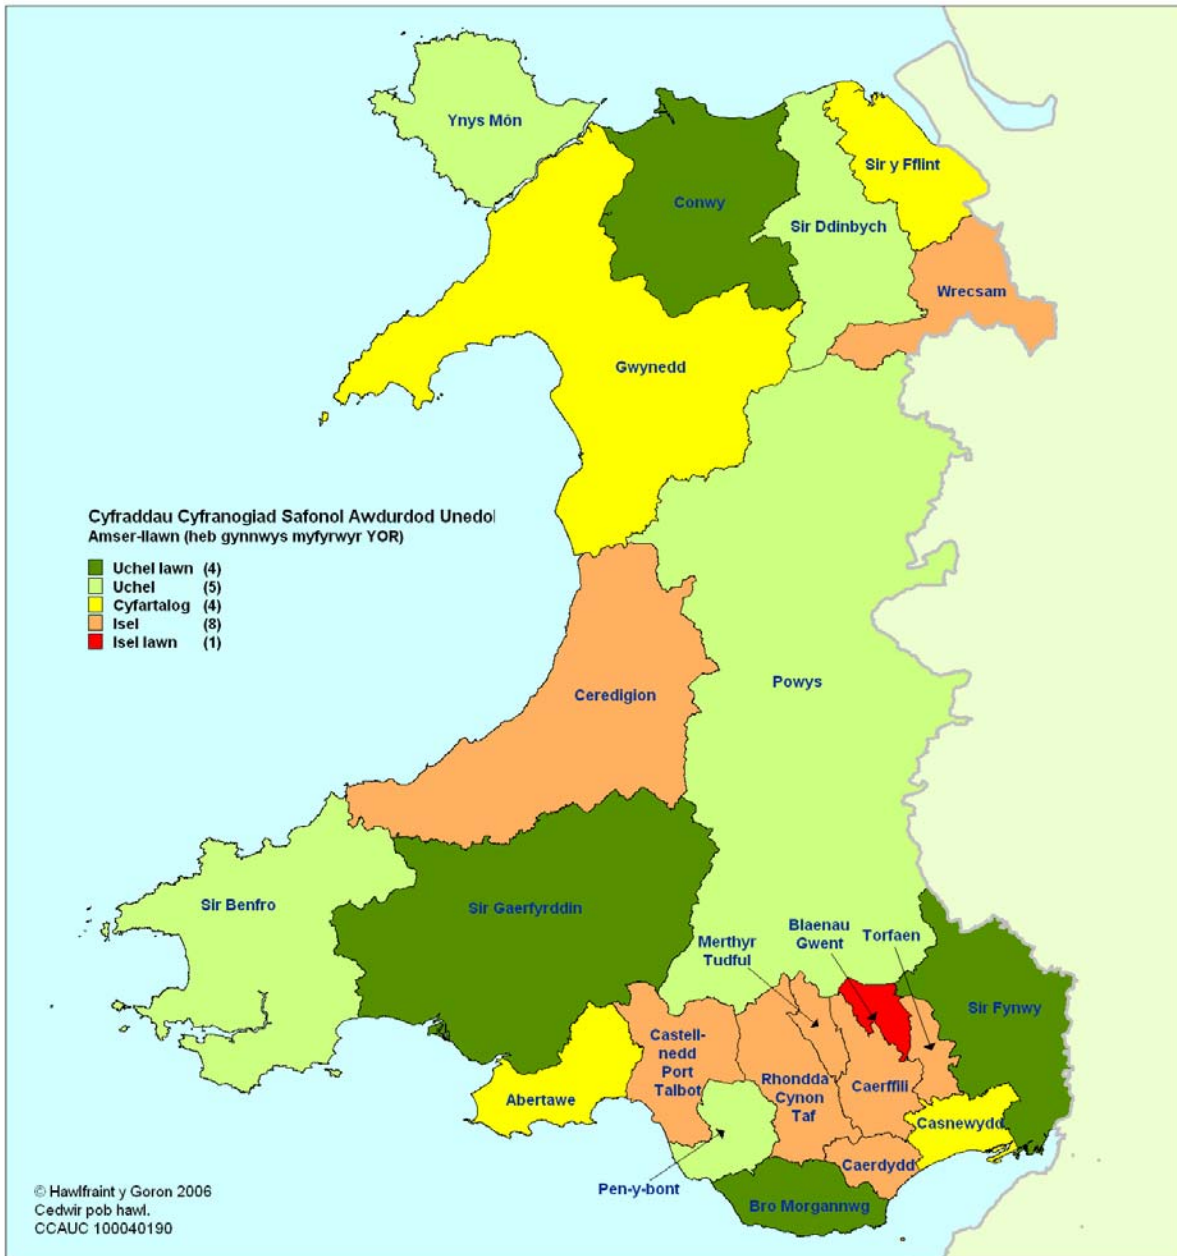 Ynys Môn
Conwy
Sir y Fflint
Sir Ddinbych
Wrecsam
Gwynedd
Cyfraddau Cyfranogiad Safonol Awdurdod Unedol
Amser-llawn (heb gynnwys myfyrwyr YOR)
Uchel Iawn (4)
Uchel (5)
Cyfartalog (4)
Isel (8)
Isel Iawn (1)
Ceredigion
Powys
Sir Benfro
Sir Gaerfyrddin
Merthyr
Tudful
Blaenau
Gwent
Torfaen
Sir Fynwy
Castell-
nedd
Port
Talbot
Rhondda
Cynon
Taf
Caerffili
Abertawe
Casnewydd
Caerdydd
Pen-y-bont
Bro Morgannwg
© Hawlfraint y Goron 2006
Cedwir pob hawl.
CCAUC 100040190